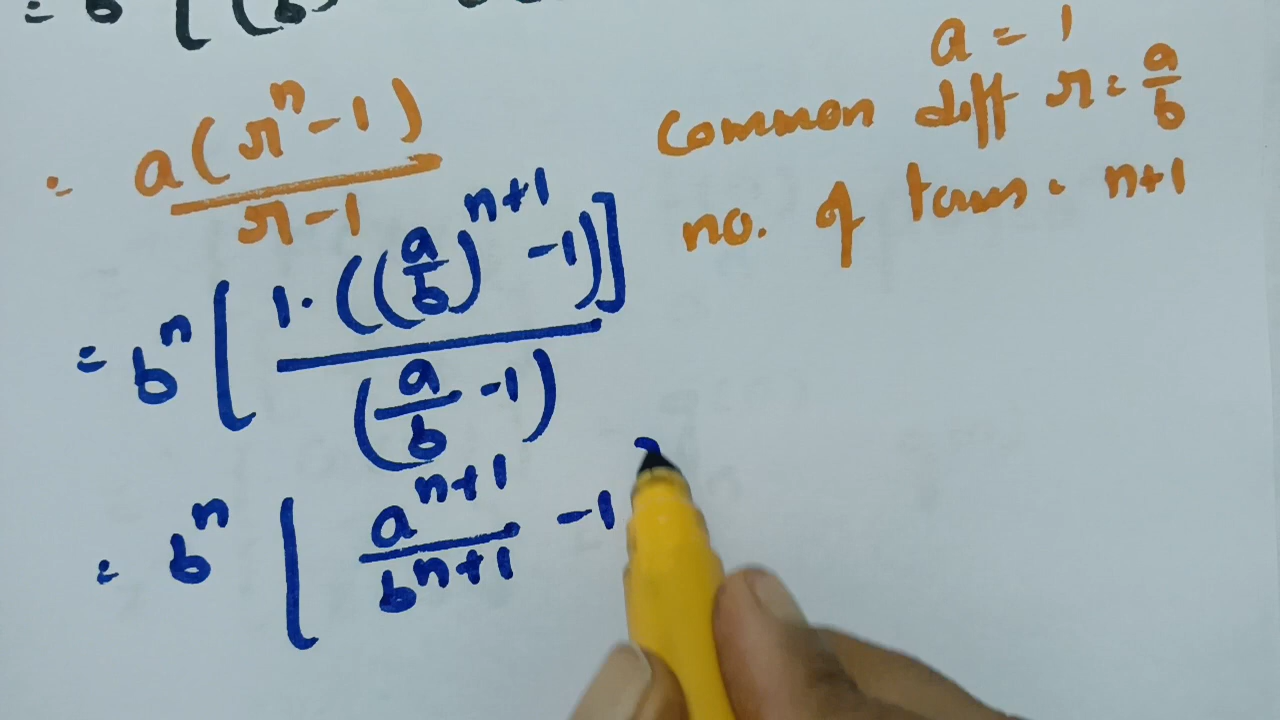 = b [ ( b )
a = 1
= a(r^n - 1) / r - 1
common diff r = a/b
no. of terms = n+1
= b^n [ 1·((a/b)^{n+1} - 1) ] / (a/b - 1)
= b^n [ a^{n+1} / b^{n+1} - 1